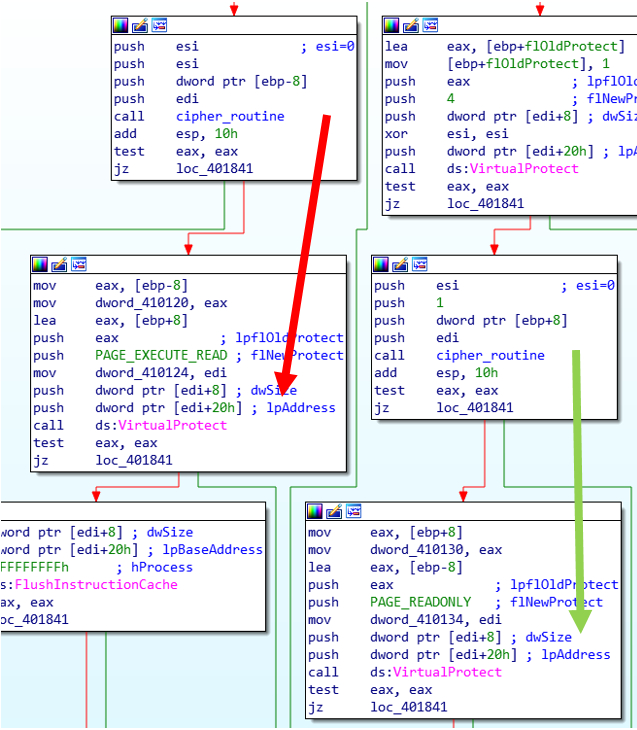 push    esi                ; esi=0
push    esi
push    dword ptr [ebp-8]
push    edi
call    cipher_routine
add     esp, 10h
test    eax, eax
jz      loc_401841
lea     eax, [ebp+flOldProtect]
mov     [ebp+flOldProtect], 1
push    eax             ; lpflOl
push    4               ; flNewPr
push    dword ptr [edi+8] ; dwSiz
xor     esi, esi
push    dword ptr [edi+20h] ; lpA
call    ds:VirtualProtect
test    eax, eax
jz      loc_401841
mov     eax, [ebp-8]
mov     dword_410120, eax
lea     eax, [ebp+8]
push    eax             ; lpflOldProtect
push    PAGE_EXECUTE_READ ; flNewProtect
mov     dword_410124, edi
push    dword ptr [edi+8] ; dwSize
push    dword ptr [edi+20h] ; lpAddress
call    ds:VirtualProtect
test    eax, eax
jz      loc_401841
push    esi                ; esi=0
push    1
push    dword ptr [ebp+8]
push    edi
call    cipher_routine
add     esp, 10h
test    eax, eax
jz      loc_401841
word ptr [edi+8] ; dwSize
word ptr [edi+20h] ; lpBaseAddress
FFFFFFFFh      ; hProcess
s:FlushInstructionCache
ax, eax
oc_401841
mov     eax, [ebp+8]
mov     dword_410130, eax
lea     eax, [ebp-8]
push    eax             ; lpflOldProtect
push    PAGE_READONLY   ; flNewProtect
mov     dword_410134, edi
push    dword ptr [edi+8] ; dwSize
push    dword ptr [edi+20h] ; lpAddress
call    ds:VirtualProtect
test    eax, eax
jz      loc_401841